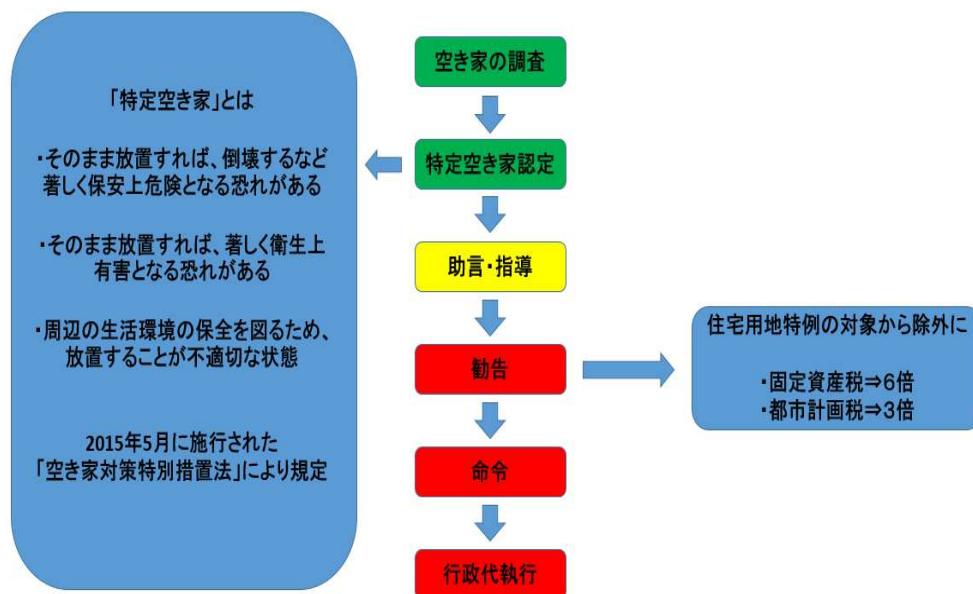 「特定空き家」とは
・そのまま放置すれば、倒壊するなど
著しく保安上危険となる恐れがある
・そのまま放置すれば、著しく衛生上
有害となる恐れがある
・周辺の生活環境の保全を図るため、
放置することが不適切な状態
2015年5月に施行された
「空き家対策特別措置法」により規定
空き家の調査
特定空き家認定
助言・指導
勧告
命令
行政代執行
住宅用地特例の対象から除外に
・固定資産税⇒6倍
・都市計画税⇒3倍